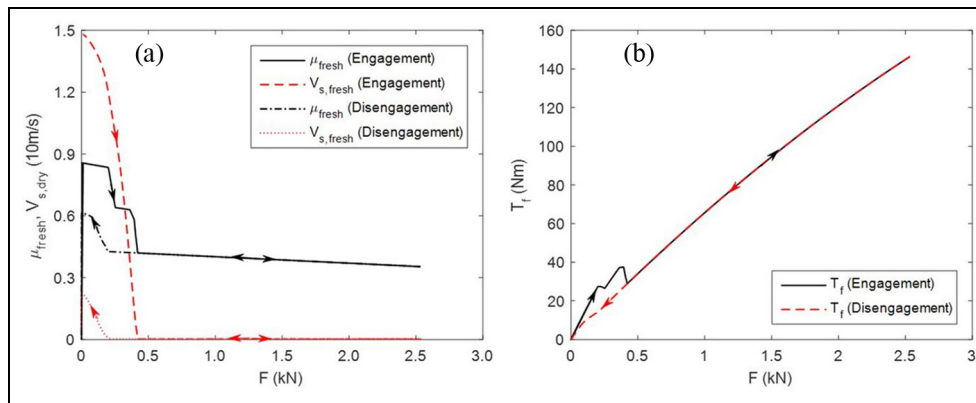 (a)
μfresh (Engagement)
Vs,fresh (Engagement)
μfresh (Disengagement)
Vs,fresh (Disengagement)
1.5
1.2
0.9
0.6
0.3
0
μfresh, Vs,dry (10m/s)
0
0.5
1.0
1.5
2.0
2.5
3.0
F (kN)
(b)
160
140
120
100
80
60
40
20
0
Tf (Nm)
Tf (Engagement)
Tf (Disengagement)
0
0.5
1
1.5
2
2.5
3
F (kN)